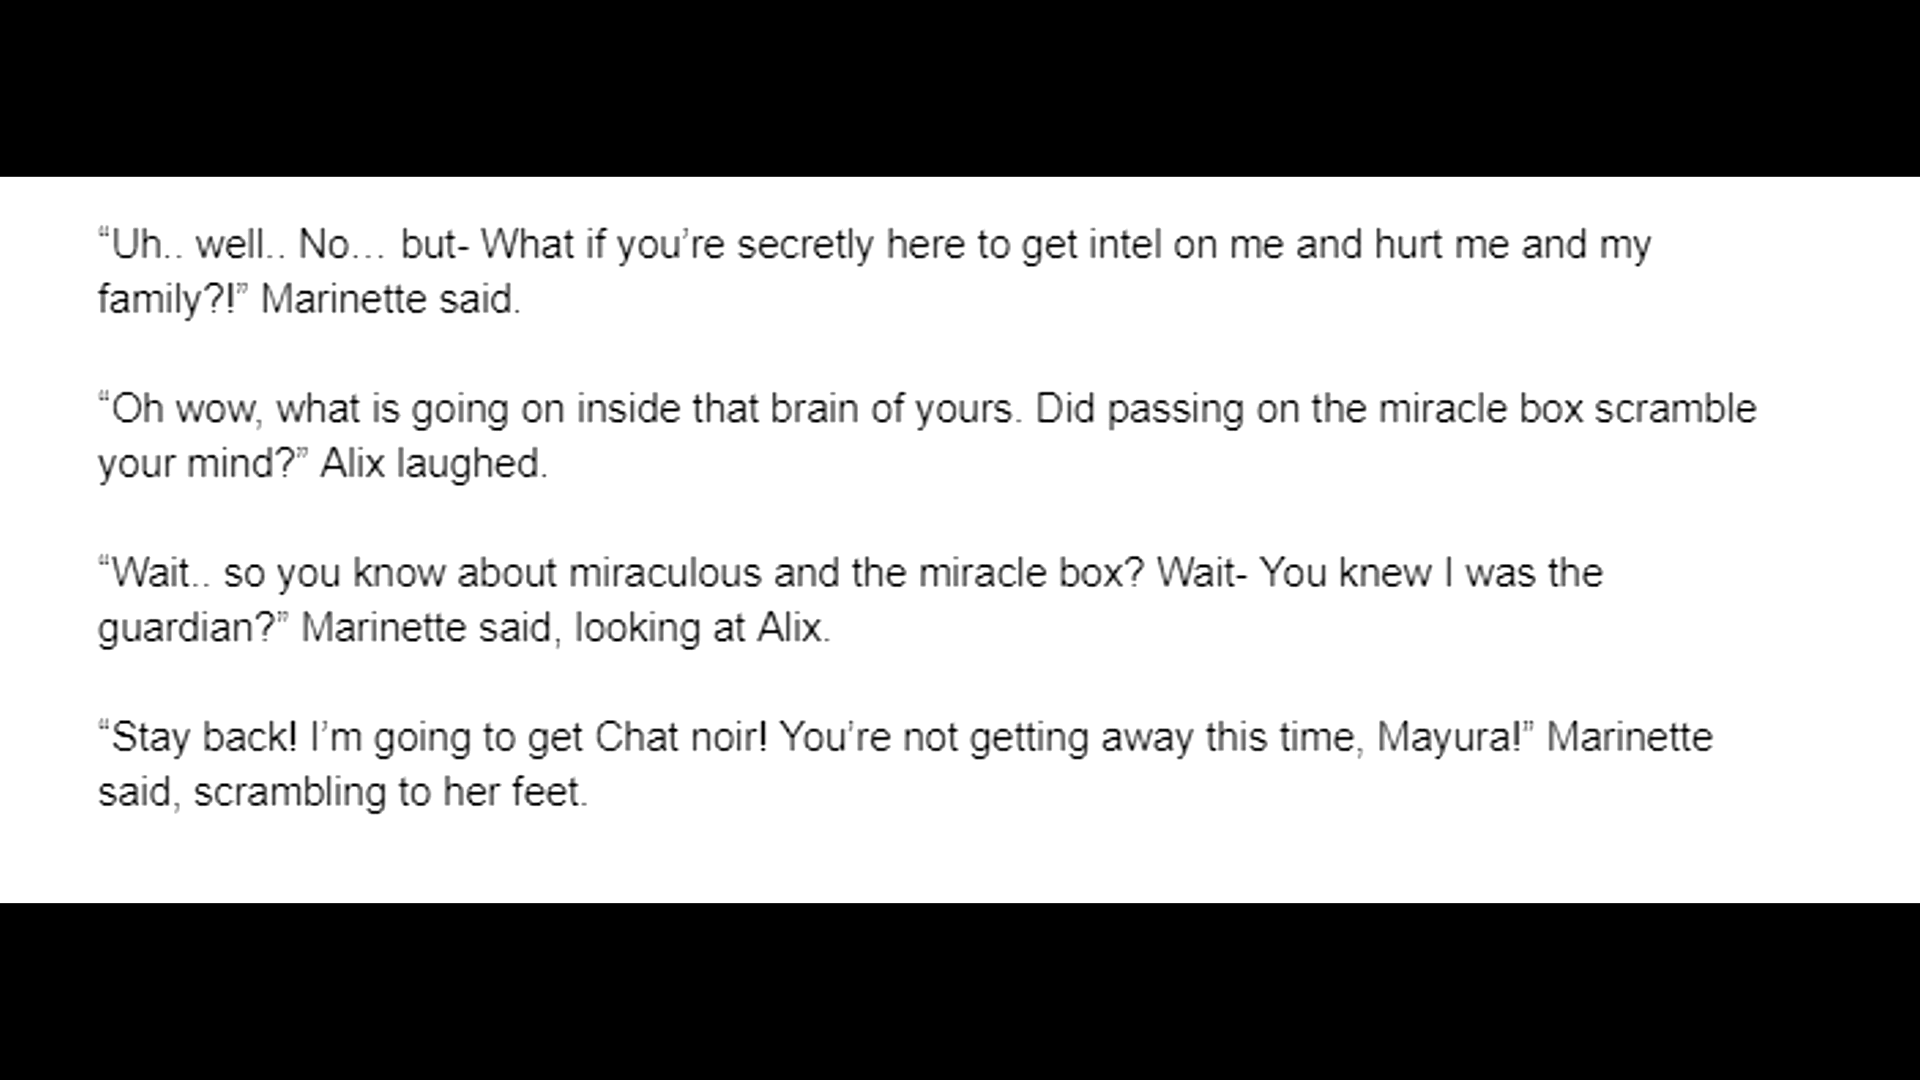 “Uh.. well.. No... but- What if you’re secretly here to get intel on me and hurt me and my
family?!” Marinette said.
“Oh wow, what is going on inside that brain of yours. Did passing on the miracle box scramble
your mind?” Alix laughed.
“Wait.. so you know about miraculous and the miracle box? Wait- You knew I was the
guardian?” Marinette said, looking at Alix.
“Stay back! I’m going to get Chat noir! You’re not getting away this time, Mayura!” Marinette
said, scrambling to her feet.